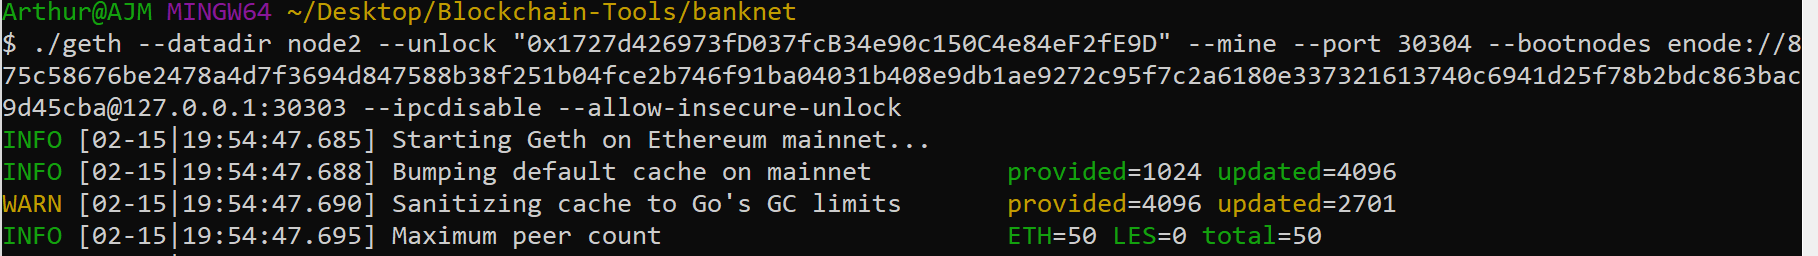 Arthur@AJM MINGW64 ~/Desktop/Blockchain-Tools/banknet
$ ./geth --datadir node2 --unlock "0x1727d426973fD037fcB34e90c150C4e84eF2fE9D" --mine --port 30304 --bootnodes enode://8
75c58676be2478a4d7f3694d847588b38f251b04fce2b746f91ba04031b408e9db1ae9272c95f7c2a6180e337321613740c6941d25f78b2bdc863bac
9d45cba@127.0.0.1:30303 --ipcdisable --allow-insecure-unlock
INFO [02-15|19:54:47.685] Starting Geth on Ethereum mainnet...
INFO [02-15|19:54:47.688] Bumping default cache on mainnet         provided=1024 updated=4096
WARN [02-15|19:54:47.690] Sanitizing cache to Go's GC limits       provided=4096 updated=2701
INFO [02-15|19:54:47.695] Maximum peer count                       ETH=50 LES=0 total=50